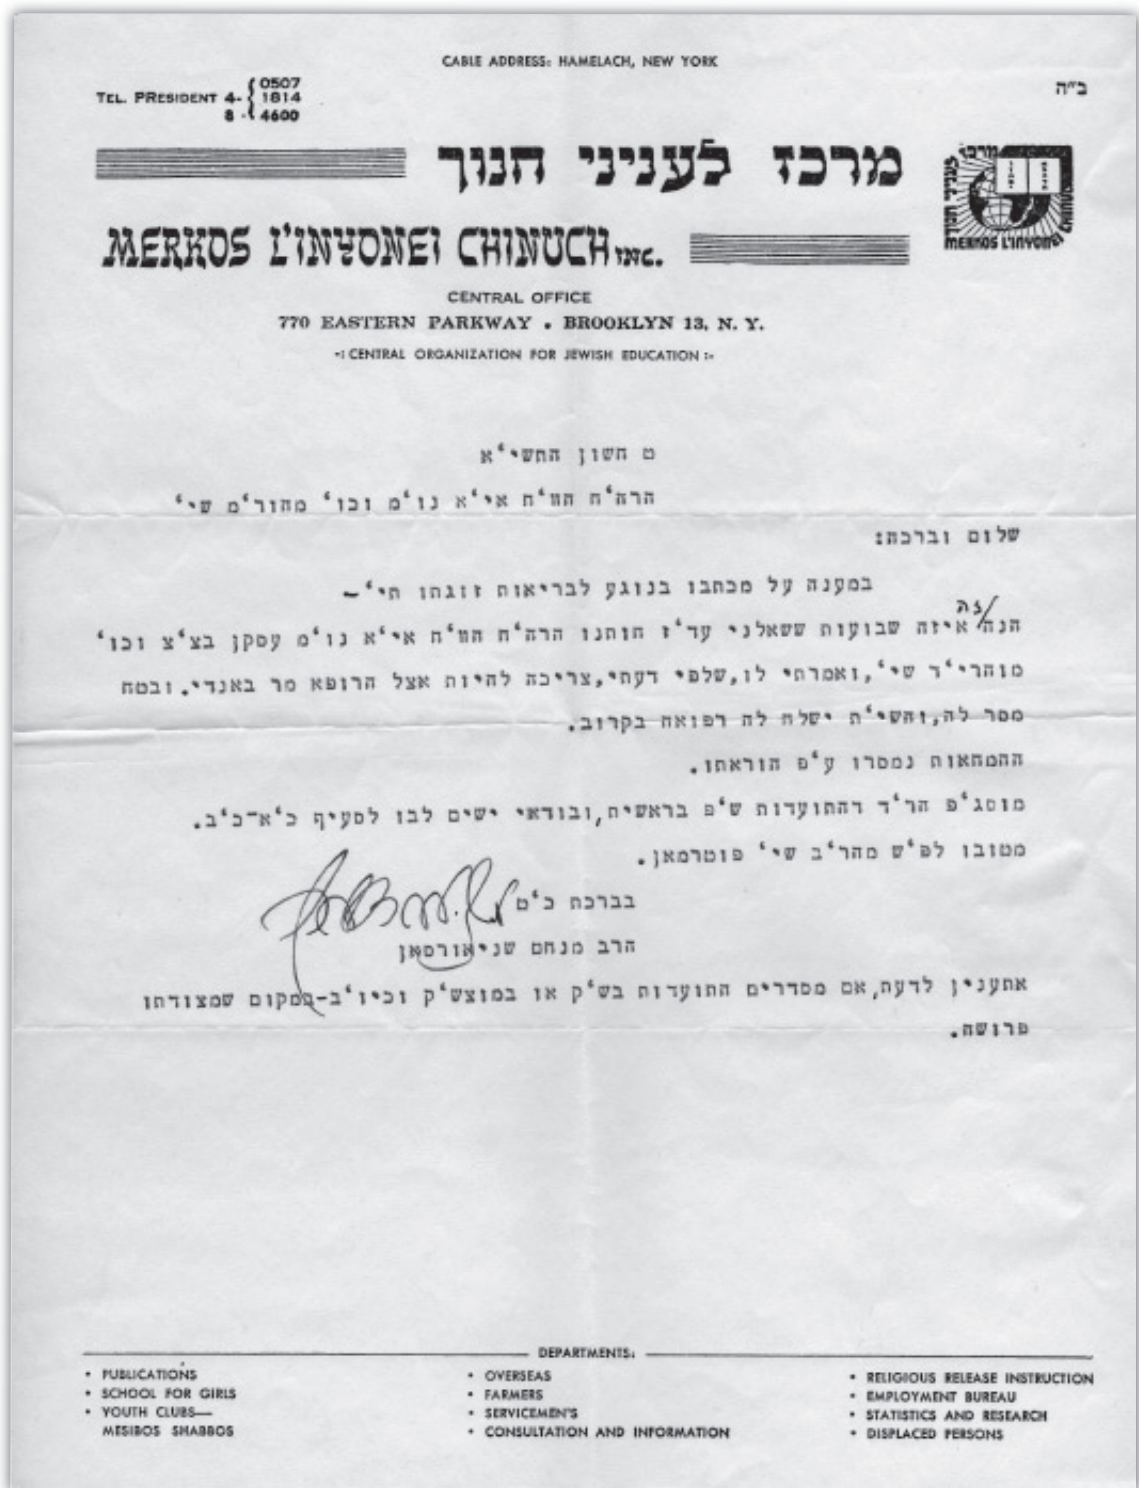 CABLE ADDRESS: HAMELACH, NEW YORK
ב"ה
TEL. PRESIDENT 4- 0507
1814
8 - 4600
מרכז לעניני חנוך
MERKOS L'INYONEI CHINUCH INC.
מרכז לעניני חנוך
MERKOS L'INYONEI CHINUCH
CENTRAL OFFICE
770 EASTERN PARKWAY • BROOKLYN 13, N. Y.
-: CENTRAL ORGANIZATION FOR JEWISH EDUCATION :-
ט חשון התשי'א
הרה'ח הוו'ח אי'א נו'מ וכו' מהור'מ שי'
שלום וברכה:
במענה על מכתבו בנוגע לבריאות זוגתו תי'-
הנה/זה איזה שבועות ששאלני עד'ז חותנו הרה'ח הוו'ח אי'א נו'מ עסקן בצ'צ וכו'
מוהרי'ד שי',ואמרתי לו,שלפי דעתי,צריכה להיות אצל הרופא מר באנדי.ובטח
מסר לה,והשי'ת ישלח לה רפואה בקרוב.
ההמחאות נמסרו ע'פ הוראתו.
מוסג'פ הר'ד דהתועדות ש'פ בראשית,ובודאי ישים לבו לסעיף כ'א-כ'ב.
מטובו לפ'ש מהר'ב שי' פוטרמאן.
בברכת כ'ט
הרב מנחם שניאורסאן
אתענין לדעת,אם מסדרים התועדות בש'ק או במוצש'ק וכיו'ב-במקום שמצודתו
פרושה.
DEPARTMENTS:
• PUBLICATIONS
• SCHOOL FOR GIRLS
• YOUTH CLUBS—
MESIBOS SHABBOS
• OVERSEAS
• FARMERS
• SERVICEMEN'S
• CONSULTATION AND INFORMATION
• RELIGIOUS RELEASE INSTRUCTION
• EMPLOYMENT BUREAU
• STATISTICS AND RESEARCH
• DISPLACED PERSONS